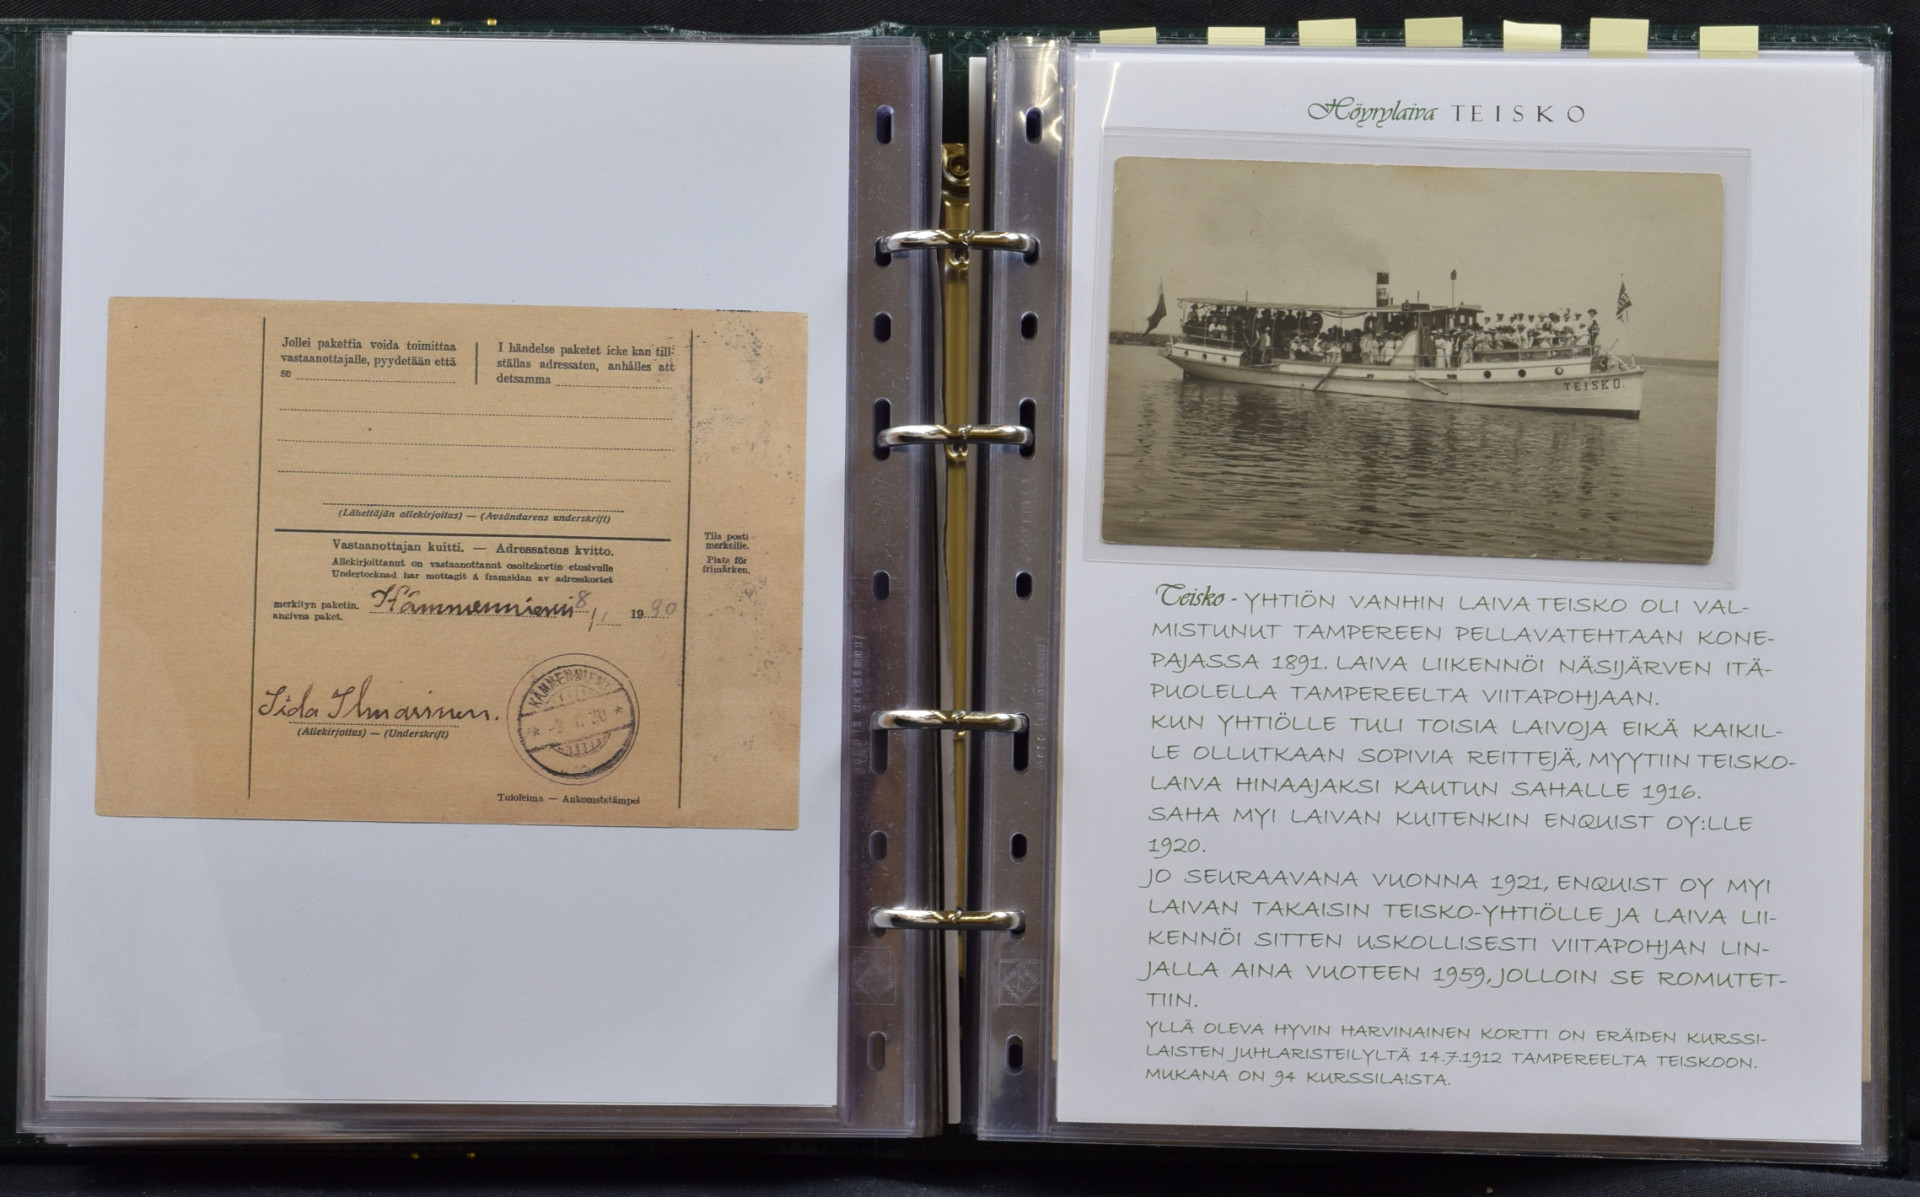 Jollei pakettia voida toimittaa
vastaanottajalle, pyydetään että
se
I händelse paketet icke kan till-
ställas adressaten, anhålles att
detsamma
(Lähettäjän allekirjoitus) — (Avsändarens underskrift)
Vastaanottajan kuitti. — Adressatens kvitto.
Allekirjoittanut on vastaanottanut osoitekortin etusivulle
Undertecknad har mottagit å framsidan av adresskortet
merkityn paketin.
angivna paket.
Kämmenniemi 8/1 1930
Tila posti-
merkeille.
Plats för
frimärken.
Iida Ilmarinen.
(Allekirjoitus) — (Underskrift)
KÄMMENNIEMI
Tuloleima — Ankomststämpel
Höyrylaiva TEISKO
TEISKO.
Teisko - YHTIÖN VANHIN LAIVA TEISKO OLI VAL-
MISTUNUT TAMPEREEN PELLAVATEHTAAN KONE-
PAJASSA 1891. LAIVA LIIKENNÖI NÄSIJÄRVEN ITÄ-
PUOLELLA TAMPEREELTA VIITAPOHJAAN.
KUN YHTIÖLLE TULI TOISIA LAIVOJA EIKÄ KAIKIL-
LE OLLUTKAAN SOPIVIA REITTEJÄ, MYYTIIN TEISKO-
LAIVA HINAAJAKSI KAUTUN SAHALLE 1916.
SAHA MYI LAIVAN KUITENKIN ENQUIST OY:LLE
1920.
JO SEURAAVANA VUONNA 1921, ENQUIST OY MYI
LAIVAN TAKAISIN TEISKO-YHTIÖLLE JA LAIVA LII-
KENNÖI SITTEN USKOLLISESTI VIITAPOHJAN LIN-
JALLA AINA VUOTEEN 1959, JOLLOIN SE ROMUTET-
TIIN.
YLLÄ OLEVA HYVIN HARVINAINEN KORTTI ON ERÄIDEN KURSSI-
LAISTEN JUHLARISTEILYLTÄ 14.7.1912 TAMPEREELTA TEISKOON.
MUKANA ON 94 KURSSILAISTA.